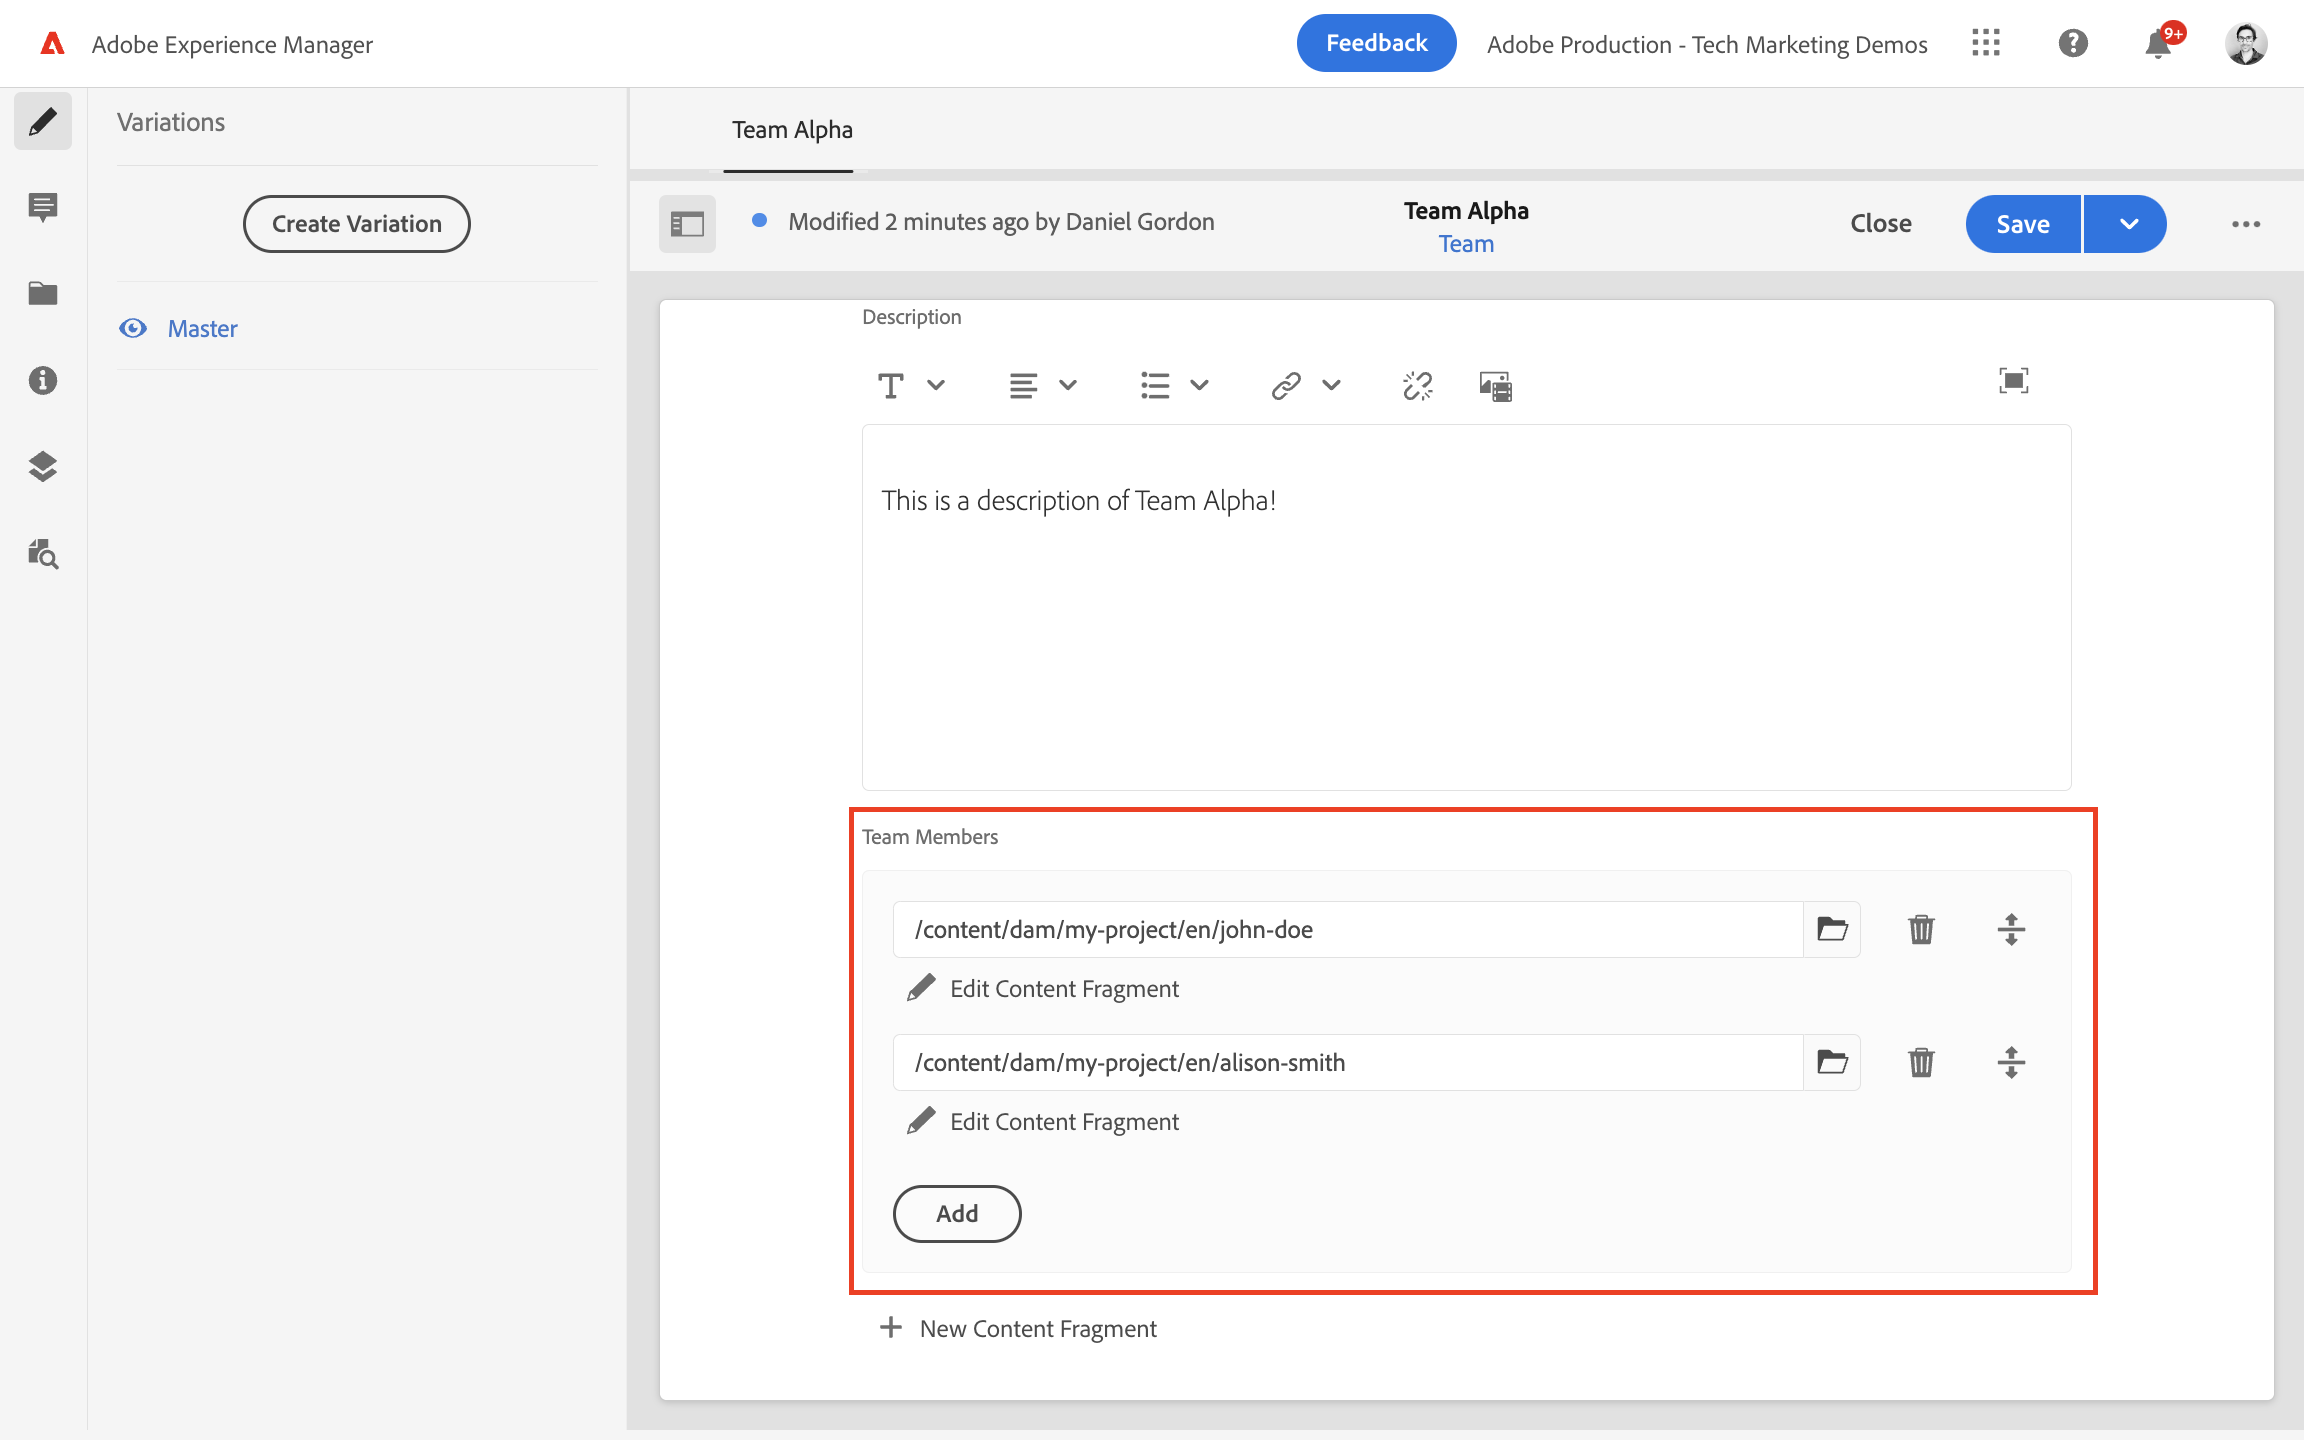 Adobe Experience Manager
Feedback
Adobe Production - Tech Marketing Demos
9+
Variations
Create Variation
Master
Team Alpha
Modified 2 minutes ago by Daniel Gordon
Team Alpha
Team
Close
Save
Description
This is a description of Team Alpha!
Team Members
/content/dam/my-project/en/john-doe
Edit Content Fragment
/content/dam/my-project/en/alison-smith
Edit Content Fragment
Add
New Content Fragment